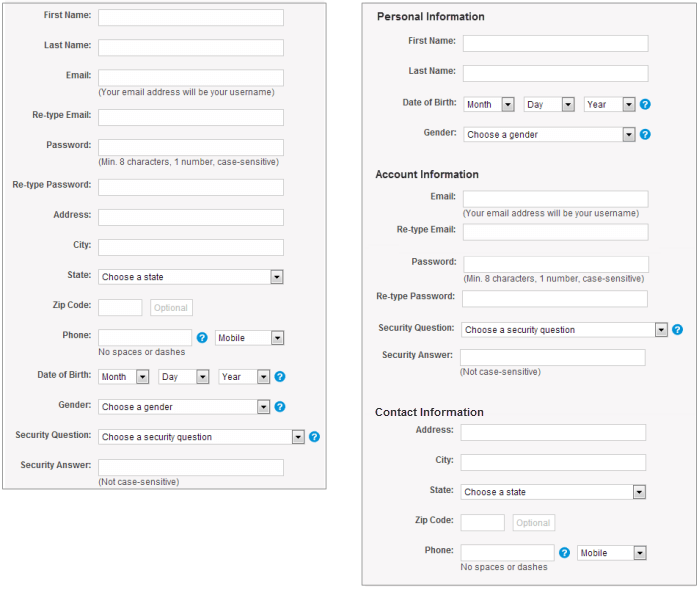 First Name:
Last Name:
Email:
(Your email address will be your username)
Re-type Email:
Password:
(Min. 8 characters, 1 number, case-sensitive)
Re-type Password:
Address:
City:
State: Choose a state
Zip Code: Optional
Phone: ? Mobile
No spaces or dashes
Date of Birth: Month Day Year ?
Gender: Choose a gender ?
Security Question: Choose a security question ?
Security Answer:
(Not case-sensitive)
Personal Information
First Name:
Last Name:
Date of Birth: Month Day Year ?
Gender: Choose a gender ?
Account Information
Email:
(Your email address will be your username)
Re-type Email:
Password:
(Min. 8 characters, 1 number, case-sensitive)
Re-type Password:
Security Question: Choose a security question ?
Security Answer:
(Not case-sensitive)
Contact Information
Address:
City:
State: Choose a state
Zip Code: Optional
Phone: ? Mobile
No spaces or dashes